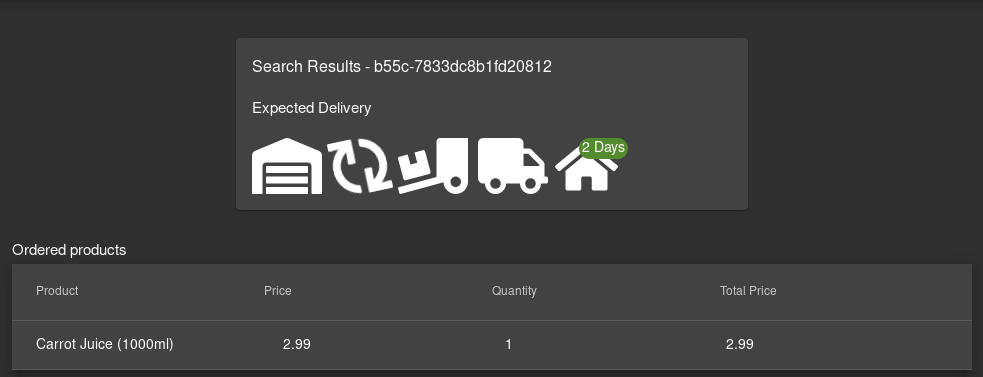 Search Results - b55c-7833dc8b1fd20812
Expected Delivery
2 Days
Ordered products
Product Price Quantity Total Price
Carrot Juice (1000ml) 2.99 1 2.99